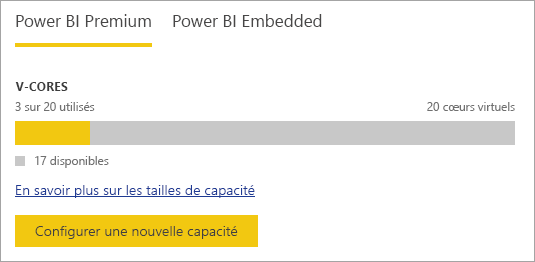 Power BI Premium Power BI Embedded
V-CORES
3 sur 20 utilisés 20 cœurs virtuels
17 disponibles
En savoir plus sur les tailles de capacité
Configurer une nouvelle capacité